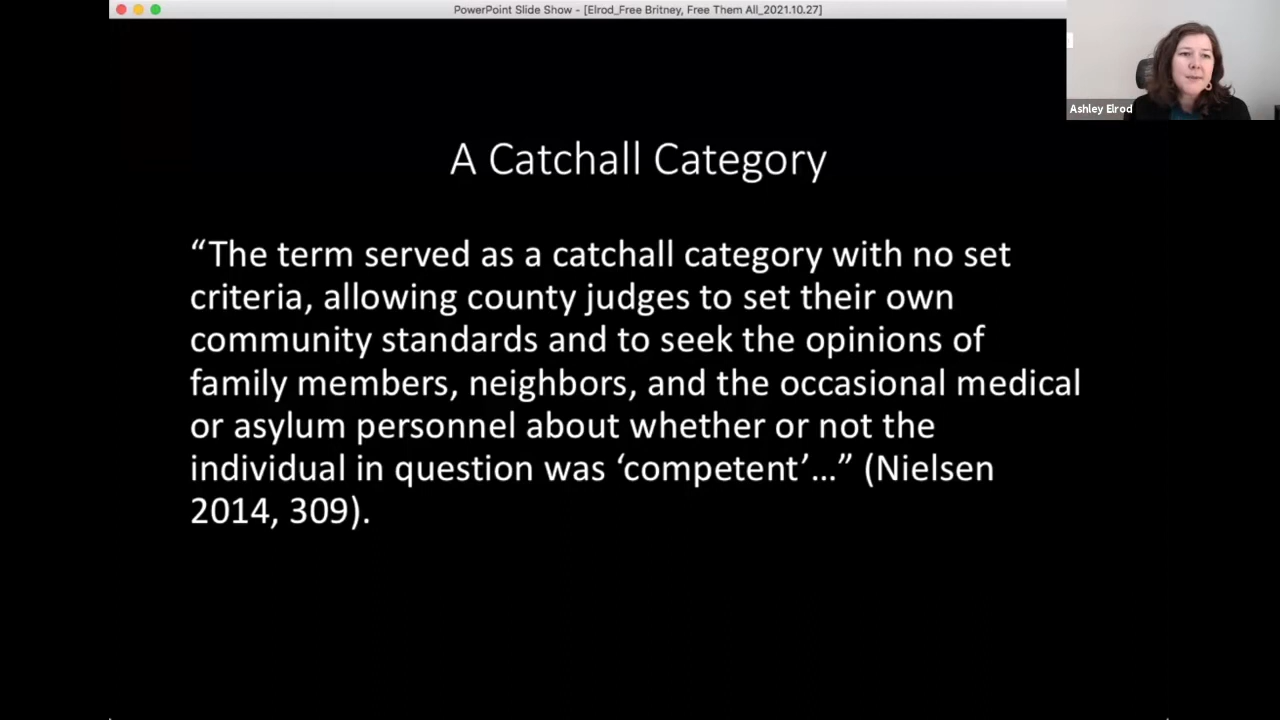 PowerPoint Slide Show - [Elrod_Free Britney, Free Them All_2021.10.27]
Ashley Elrod
A Catchall Category
“The term served as a catchall category with no set
criteria, allowing county judges to set their own
community standards and to seek the opinions of
family members, neighbors, and the occasional medical
or asylum personnel about whether or not the
individual in question was ‘competent’…” (Nielsen
2014, 309).